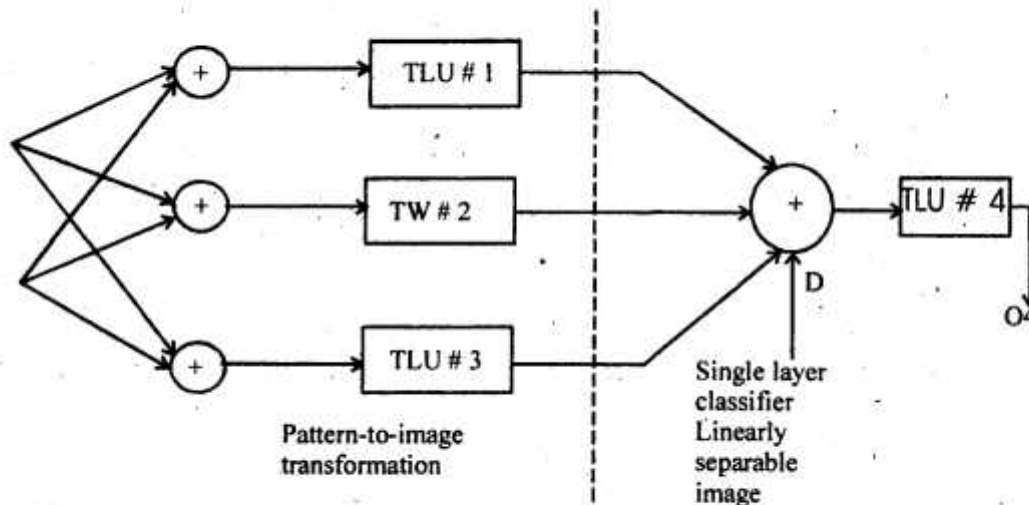 +
TLU # 1
+
TW # 2
+
TLU # 3
+
TLU # 4
D
O4
Pattern-to-image
transformation
Single layer
classifier
Linearly
separable
image